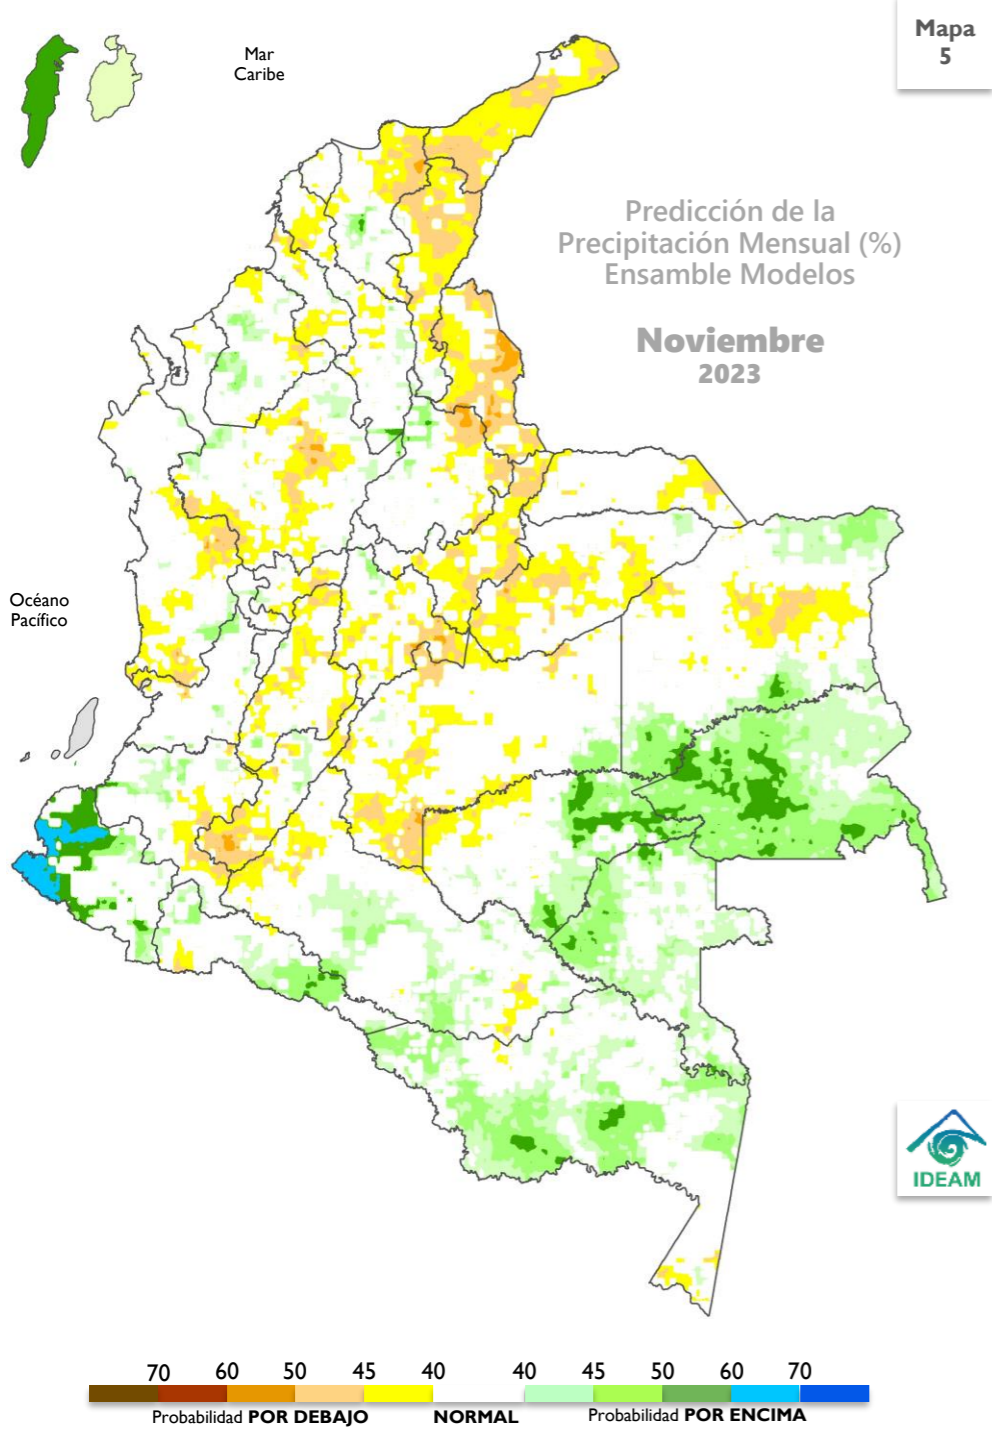 Mapa
5
Mar
Caribe
Predicción de la
Precipitación Mensual (%)
Ensamble Modelos
Noviembre
2023
Océano
Pacífico
IDEAM
70 60 50 45 40 40 45 50 60 70
Probabilidad POR DEBAJO NORMAL Probabilidad POR ENCIMA